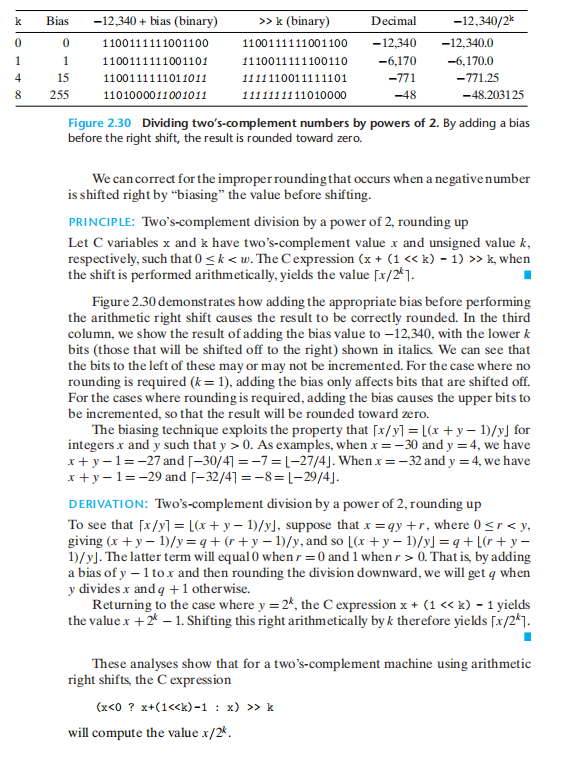 k Bias −12,340 + bias (binary) >> k (binary) Decimal −12,340/2ᵏ
0 0 1100111111001100 1100111111001100 −12,340 −12,340.0
1 1 1100111111001101 1110011111100110 −6,170 −6,170.0
4 15 1100111111011011 1111110011111101 −771 −771.25
8 255 1101000011001011 1111111111010000 −48 −48.203125
Figure 2.30 Dividing two's-complement numbers by powers of 2. By adding a bias
before the right shift, the result is rounded toward zero.
We can correct for the improper rounding that occurs when a negative number
is shifted right by “biasing” the value before shifting.
PRINCIPLE: Two's-complement division by a power of 2, rounding up
Let C variables x and k have two's-complement value x and unsigned value k,
respectively, such that 0 ≤ k < w. The C expression (x + (1 << k) - 1) >> k, when
the shift is performed arithmetically, yields the value ⌈x/2ᵏ⌉.
Figure 2.30 demonstrates how adding the appropriate bias before performing
the arithmetic right shift causes the result to be correctly rounded. In the third
column, we show the result of adding the bias value to −12,340, with the lower k
bits (those that will be shifted off to the right) shown in italics. We can see that
the bits to the left of these may or may not be incremented. For the case where no
rounding is required (k = 1), adding the bias only affects bits that are shifted off.
For the cases where rounding is required, adding the bias causes the upper bits to
be incremented, so that the result will be rounded toward zero.
The biasing technique exploits the property that ⌈x/y⌉ = ⌊(x + y − 1)/y⌋ for
integers x and y such that y > 0. As examples, when x = −30 and y = 4, we have
x + y − 1 = −27 and ⌈−30/4⌉ = −7 = ⌊−27/4⌋. When x = −32 and y = 4, we have
x + y − 1 = −29 and ⌈−32/4⌉ = −8 = ⌊−29/4⌋.
DERIVATION: Two's-complement division by a power of 2, rounding up
To see that ⌈x/y⌉ = ⌊(x + y − 1)/y⌋, suppose that x = qy + r, where 0 ≤ r < y,
giving (x + y − 1)/y = q + (r + y − 1)/y, and so ⌊(x + y − 1)/y⌋ = q + ⌊(r + y −
1)/y⌋. The latter term will equal 0 when r = 0 and 1 when r > 0. That is, by adding
a bias of y − 1 to x and then rounding the division downward, we will get q when
y divides x and q + 1 otherwise.
Returning to the case where y = 2ᵏ, the C expression x + (1 << k) - 1 yields
the value x + 2ᵏ − 1. Shifting this right arithmetically by k therefore yields ⌈x/2ᵏ⌉.
These analyses show that for a two's-complement machine using arithmetic
right shifts, the C expression
(x<0 ? x+(1<<k)-1 : x) >> k
will compute the value x/2ᵏ.